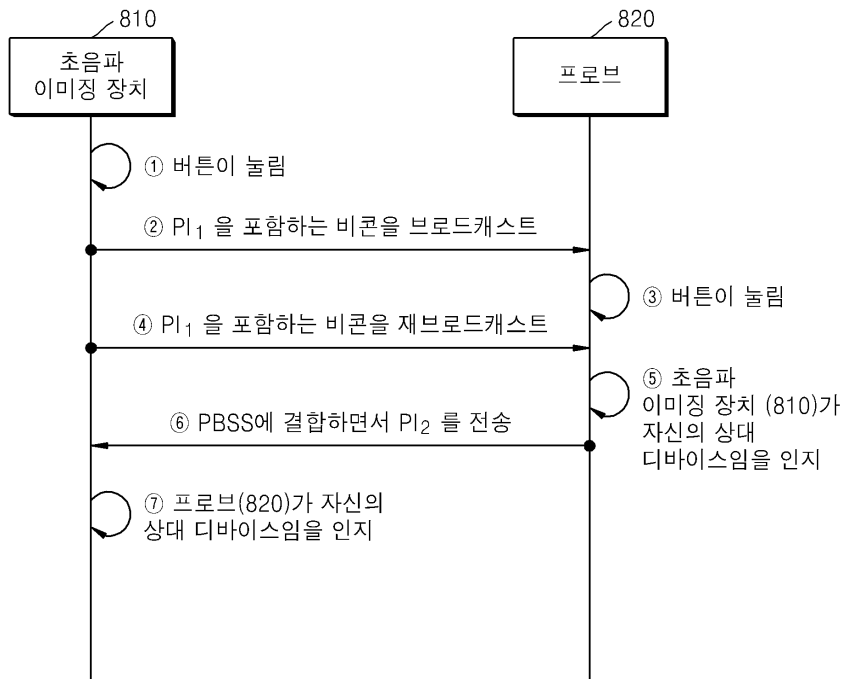 810
초음파
이미징 장치
820
프로브
① 버튼이 눌림
② PI₁ 을 포함하는 비콘을 브로드캐스트
③ 버튼이 눌림
④ PI₁ 을 포함하는 비콘을 재브로드캐스트
⑤ 초음파
이미징 장치 (810)가
자신의 상대
디바이스임을 인지
⑥ PBSS에 결합하면서 PI₂ 를 전송
⑦ 프로브(820)가 자신의
상대 디바이스임을 인지